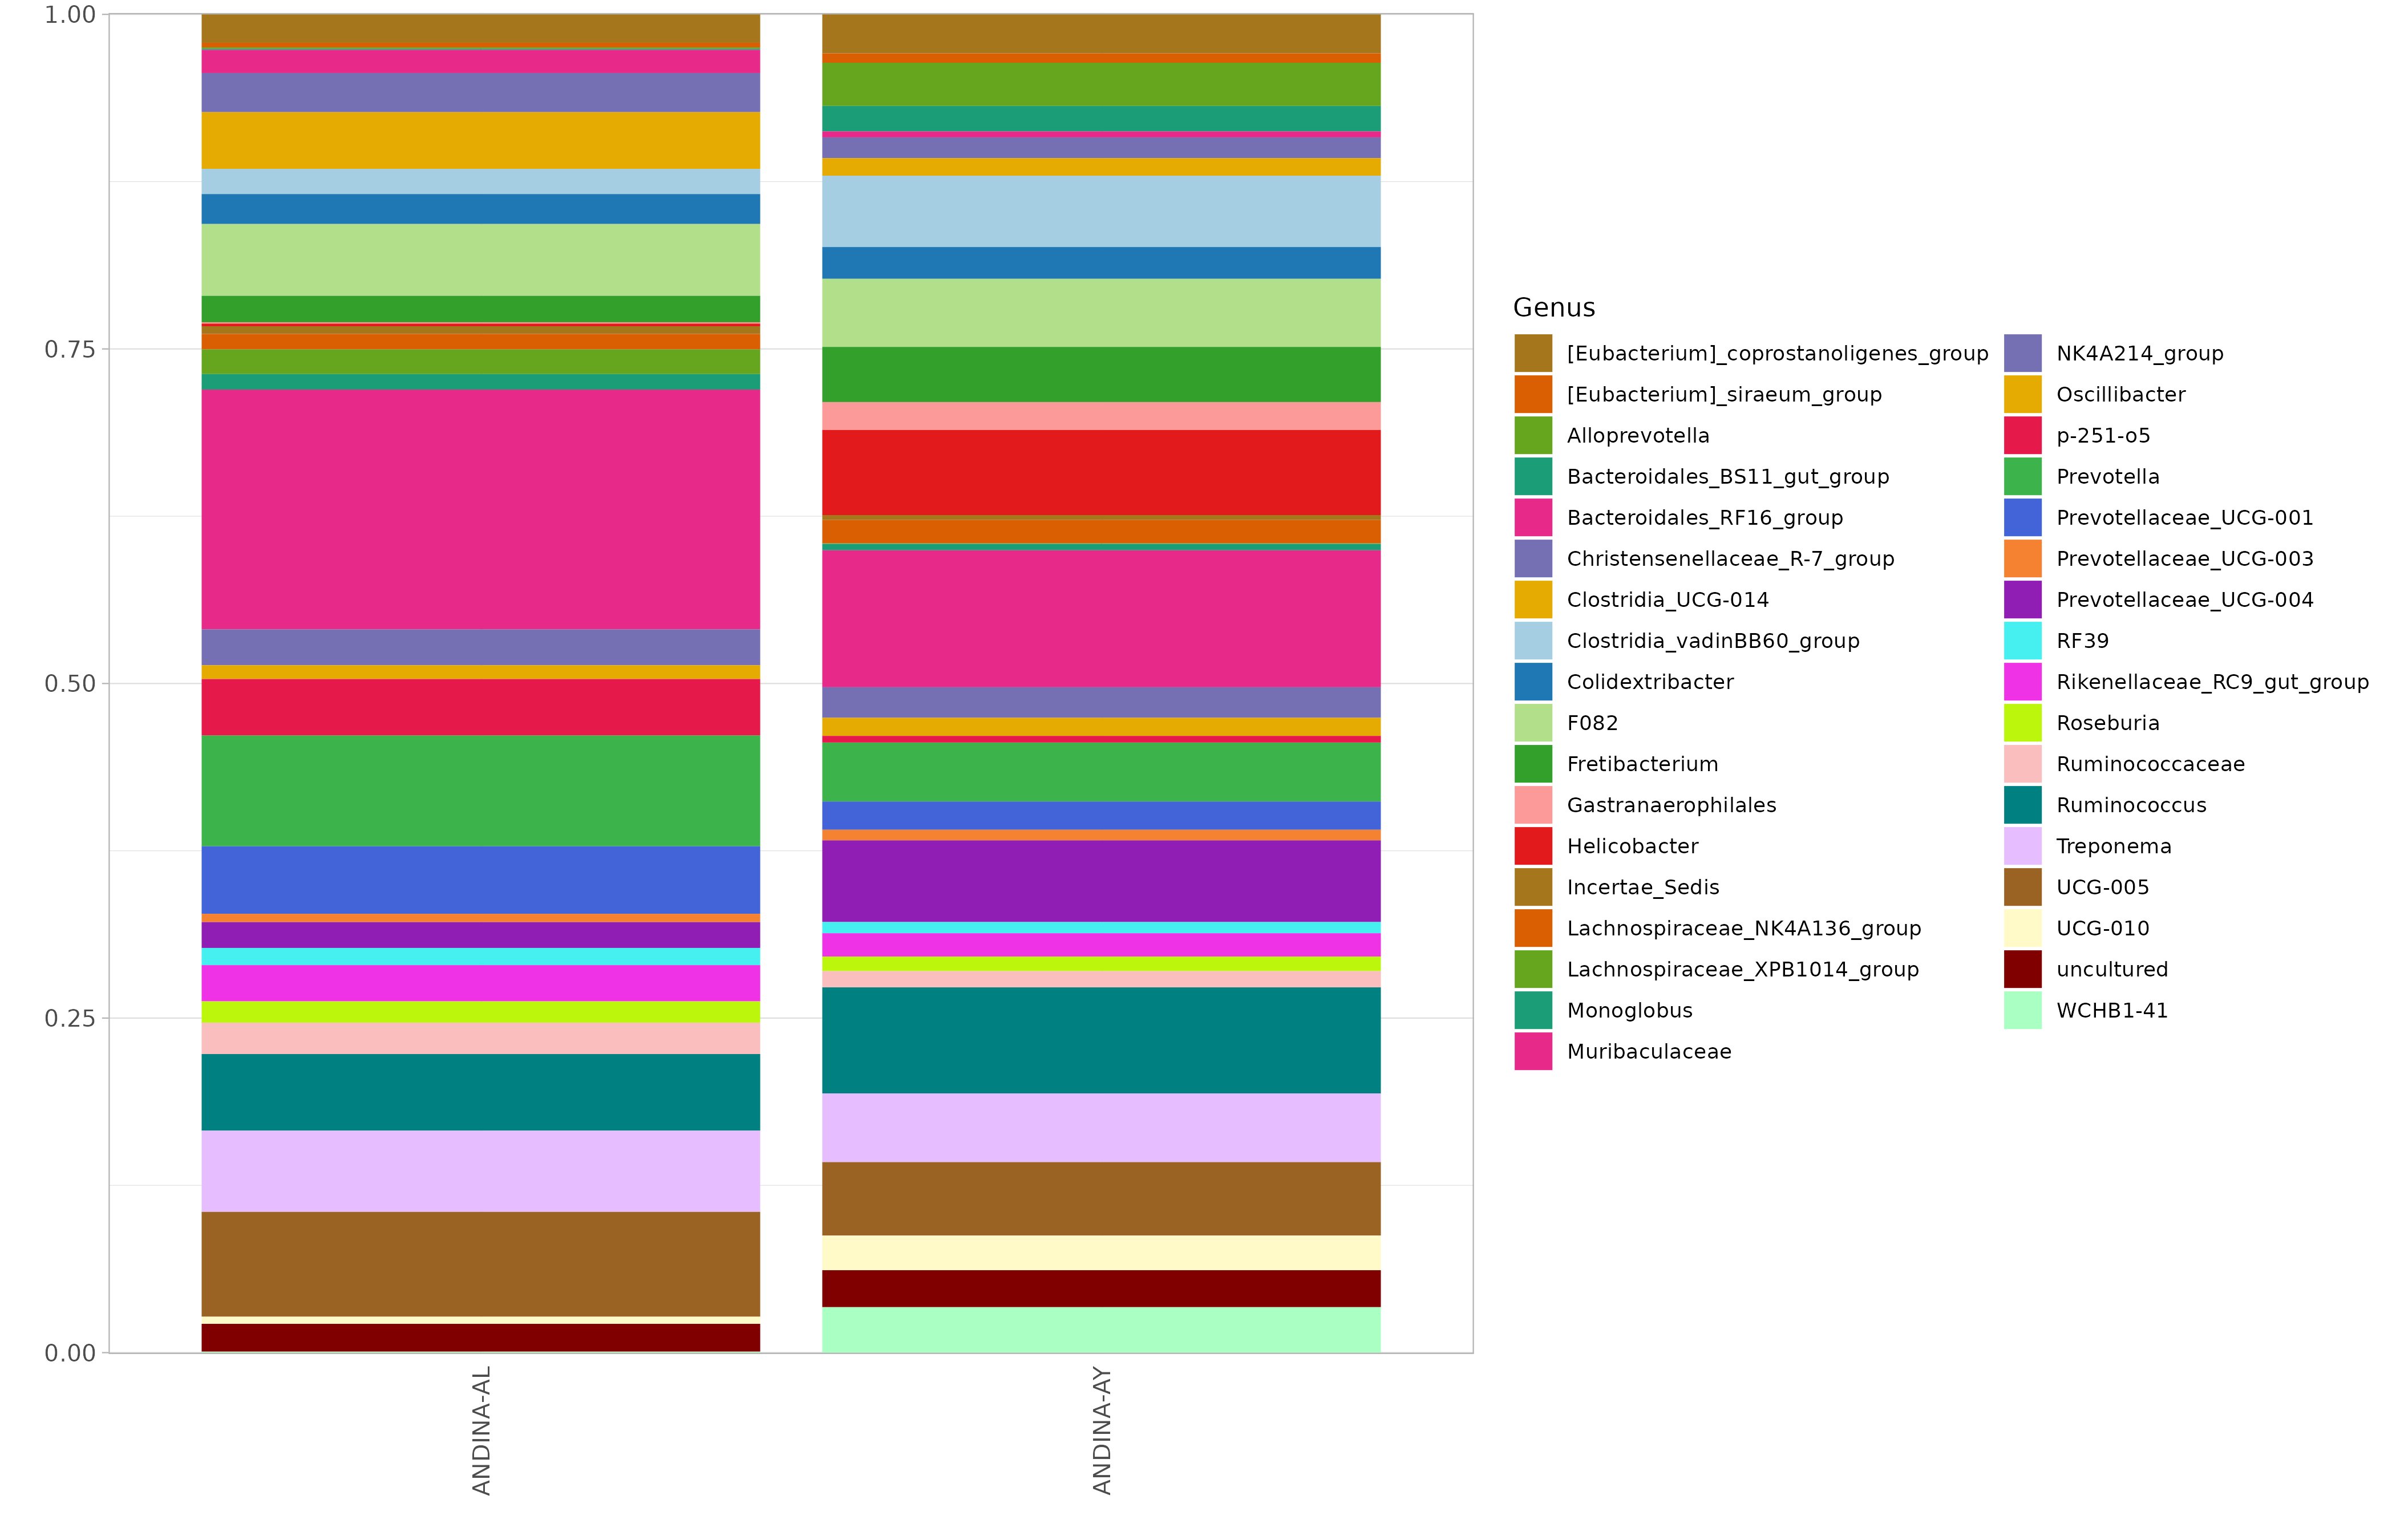 1.00
0.75
0.50
0.25
0.00
ANDINA-AL
ANDINA-AY
Genus
[Eubacterium]_coprostanoligenes_group
[Eubacterium]_siraeum_group
Alloprevotella
Bacteroidales_BS11_gut_group
Bacteroidales_RF16_group
Christensenellaceae_R-7_group
Clostridia_UCG-014
Clostridia_vadinBB60_group
Colidextribacter
F082
Fretibacterium
Gastranaerophilales
Helicobacter
Incertae_Sedis
Lachnospiraceae_NK4A136_group
Lachnospiraceae_XPB1014_group
Monoglobus
Muribaculaceae
NK4A214_group
Oscillibacter
p-251-o5
Prevotella
Prevotellaceae_UCG-001
Prevotellaceae_UCG-003
Prevotellaceae_UCG-004
RF39
Rikenellaceae_RC9_gut_group
Roseburia
Ruminococcaceae
Ruminococcus
Treponema
UCG-005
UCG-010
uncultured
WCHB1-41